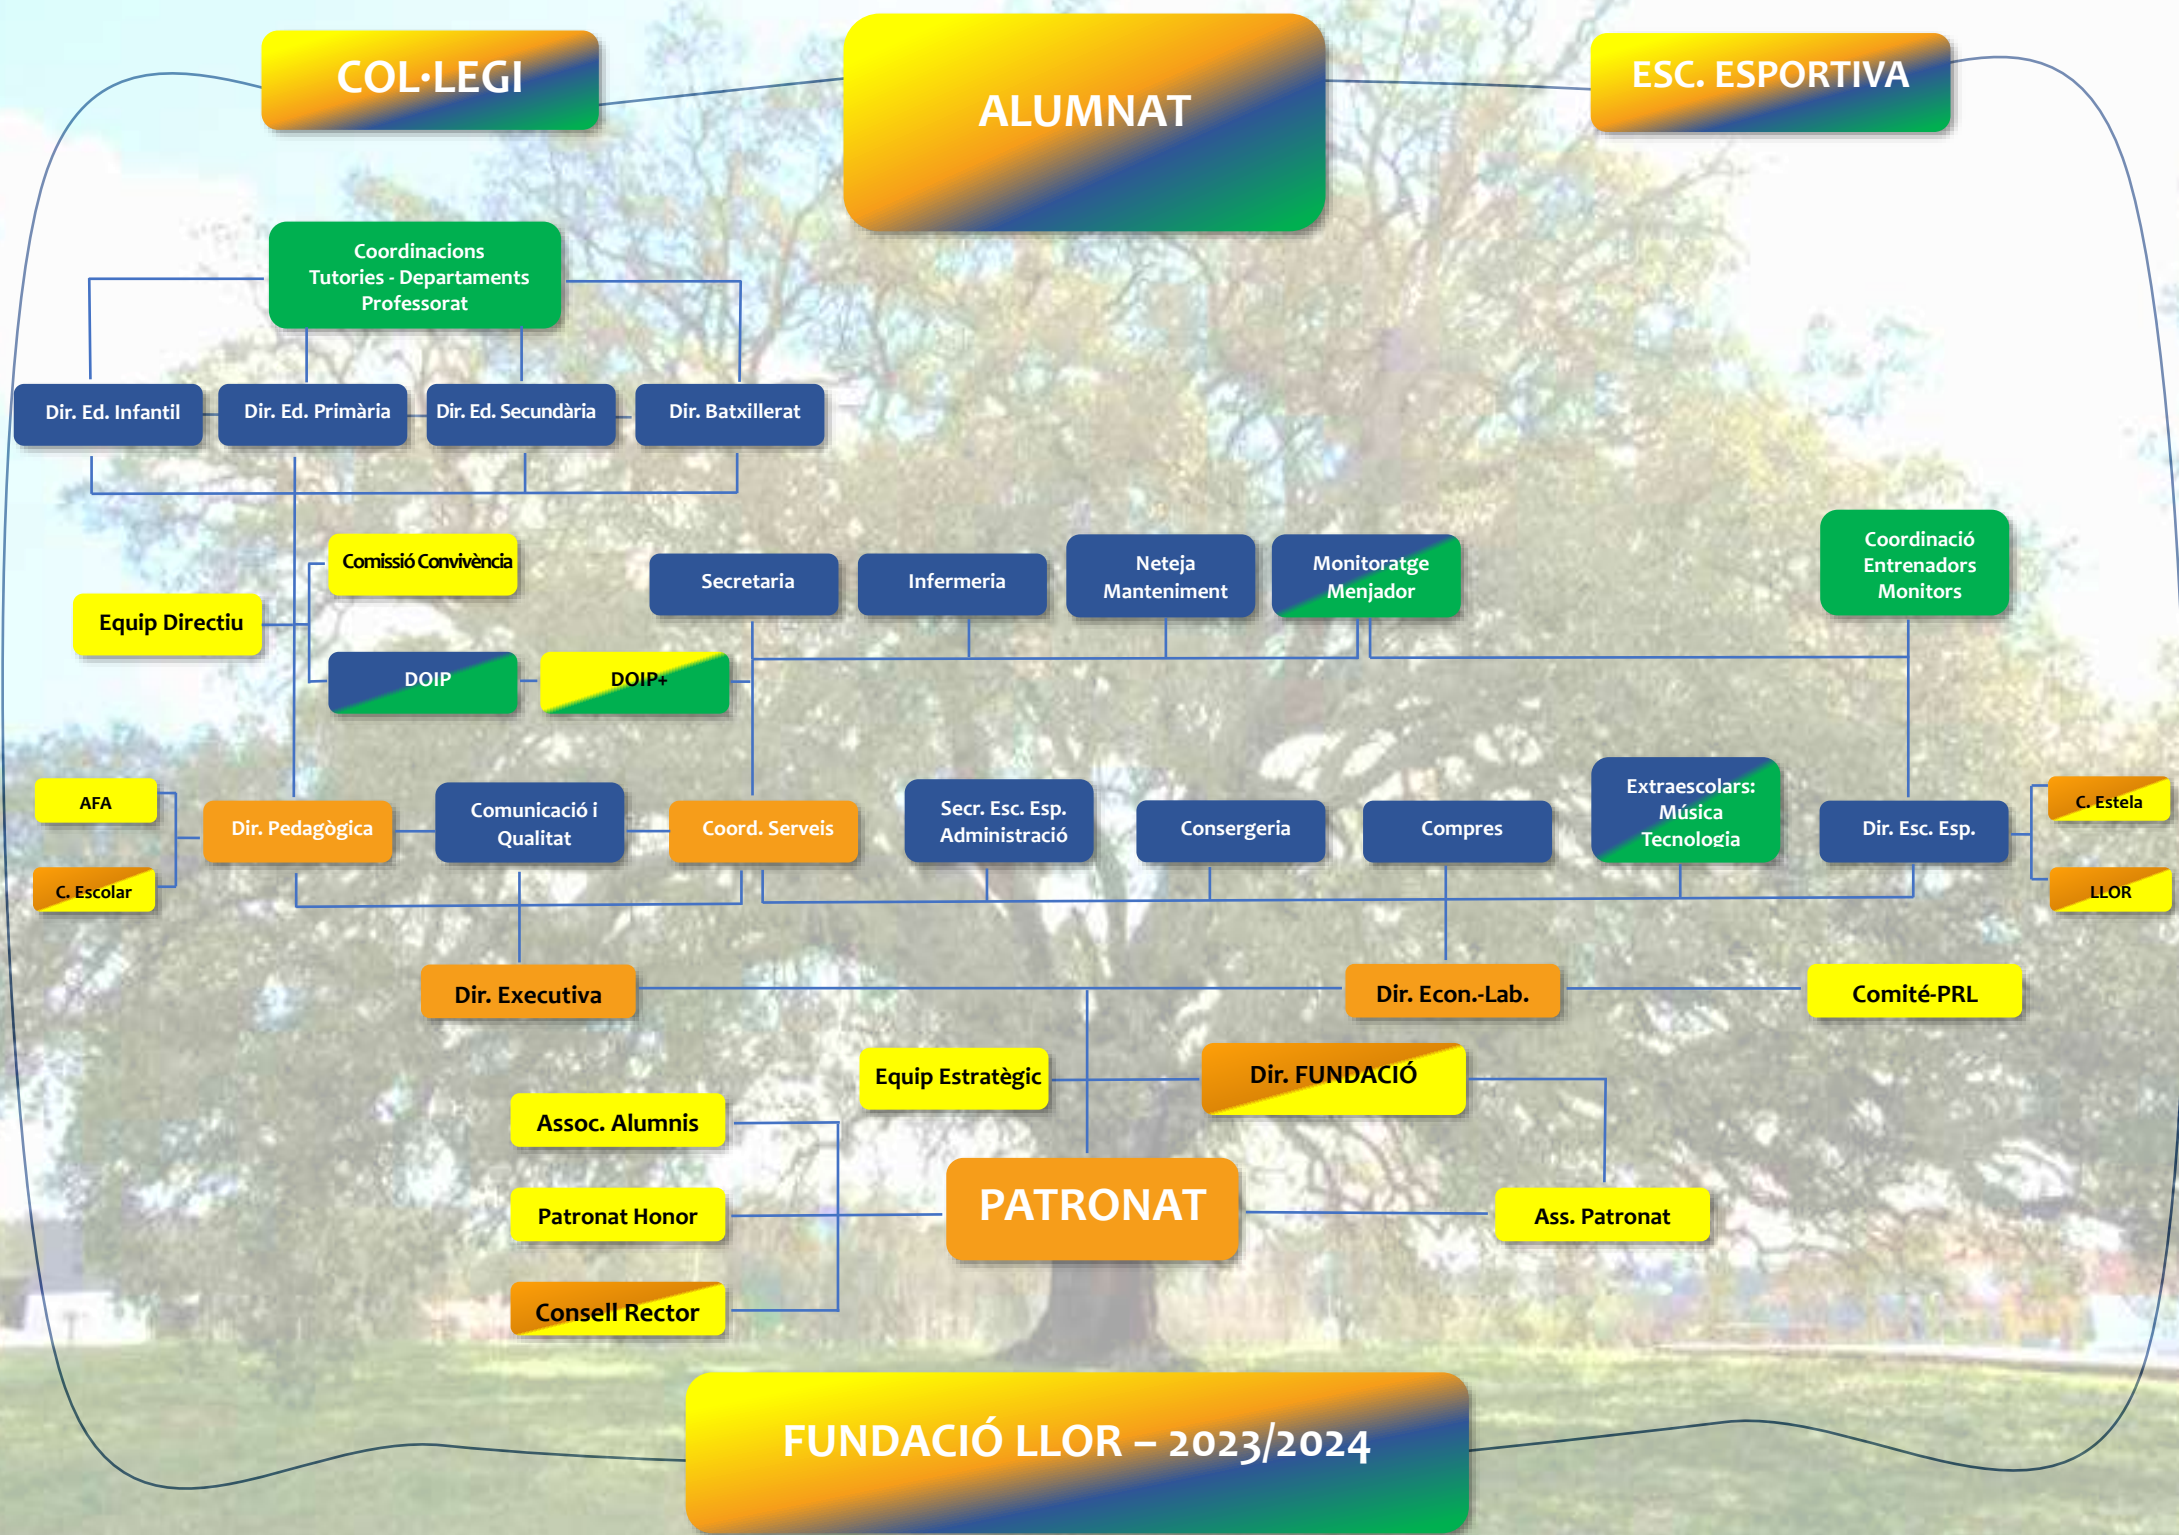 COL·LEGI
ALUMNAT
ESC. ESPORTIVA
Coordinacions
Tutories - Departaments
Professorat
Dir. Ed. Infantil
Dir. Ed. Primària
Dir. Ed. Secundària
Dir. Batxillerat
Comissió Convivència
Equip Directiu
DOIP
DOIP+
Secretaria
Infermeria
Neteja
Manteniment
Monitoratge
Menjador
Coordinació
Entrenadors
Monitors
AFA
C. Escolar
Dir. Pedagògica
Comunicació i
Qualitat
Coord. Serveis
Secr. Esc. Esp.
Administració
Consergeria
Compres
Extraescolars:
Música
Tecnologia
Dir. Esc. Esp.
C. Estela
LLOR
Dir. Executiva
Dir. Econ.-Lab.
Comité-PRL
Equip Estratègic
Dir. FUNDACIÓ
Assoc. Alumnis
Patronat Honor
Consell Rector
PATRONAT
Ass. Patronat
FUNDACIÓ LLOR – 2023/2024